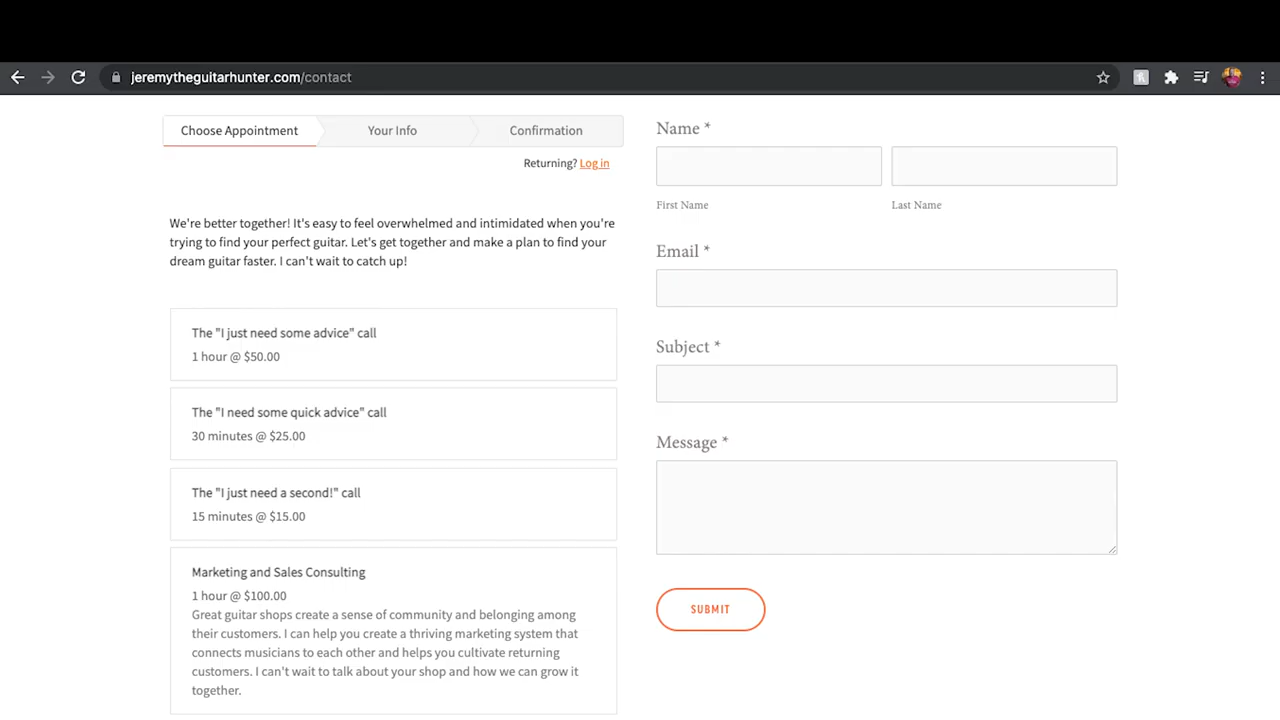 jeremytheguitarhunter.com/contact
Choose Appointment
Your Info
Confirmation
Returning? Log in
We're better together! It's easy to feel overwhelmed and intimidated when you're
trying to find your perfect guitar. Let's get together and make a plan to find your
dream guitar faster. I can't wait to catch up!
The "I just need some advice" call
1 hour @ $50.00
The "I need some quick advice" call
30 minutes @ $25.00
The "I just need a second!" call
15 minutes @ $15.00
Marketing and Sales Consulting
1 hour @ $100.00
Great guitar shops create a sense of community and belonging among
their customers. I can help you create a thriving marketing system that
connects musicians to each other and helps you cultivate returning
customers. I can't wait to talk about your shop and how we can grow it
together.
Name *
First Name
Last Name
Email *
Subject *
Message *
SUBMIT